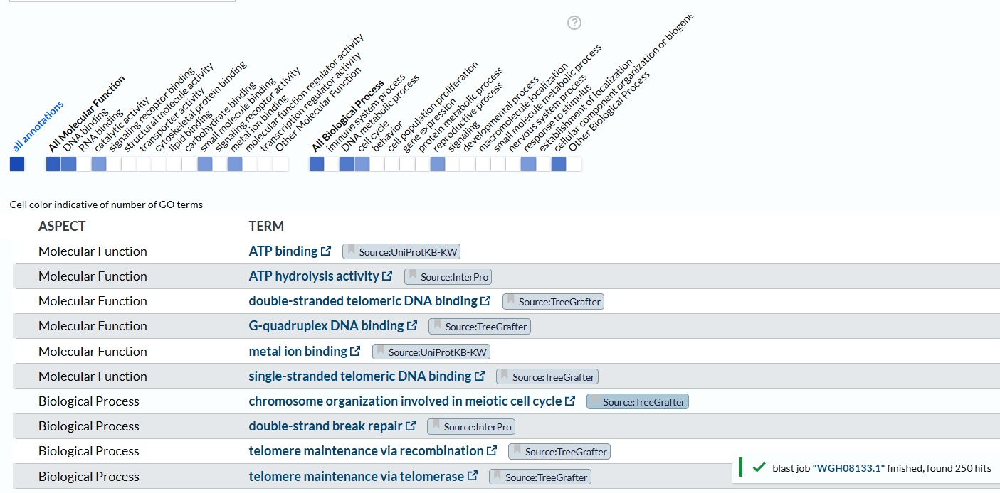 all annotations
All Molecular Function
DNA binding
RNA binding
catalytic activity
signaling receptor binding
structural molecule activity
transporter activity
cytoskeletal protein binding
lipid binding
carbohydrate binding
small molecule binding
signaling receptor activity
metal ion binding
molecular function regulator activity
transcription regulator activity
Other Molecular Function
All Biological Process
immune system process
DNA metabolic process
cell cycle
behavior
cell population proliferation
gene expression
protein metabolic process
reproductive process
signaling
developmental process
macromolecule localization
small molecule metabolic process
nervous system process
response to stimulus
establishment of localization
cellular component organization or biogene
Other Biological Process
?
Cell color indicative of number of GO terms
ASPECT TERM
Molecular Function ATP binding Source:UniProtKB-KW
Molecular Function ATP hydrolysis activity Source:InterPro
Molecular Function double-stranded telomeric DNA binding Source:TreeGrafter
Molecular Function G-quadruplex DNA binding Source:TreeGrafter
Molecular Function metal ion binding Source:UniProtKB-KW
Molecular Function single-stranded telomeric DNA binding Source:TreeGrafter
Biological Process chromosome organization involved in meiotic cell cycle Source:TreeGrafter
Biological Process double-strand break repair Source:InterPro
Biological Process telomere maintenance via recombination Source:TreeGrafter
Biological Process telomere maintenance via telomerase Source:TreeGrafter
blast job "WGH08133.1" finished, found 250 hits